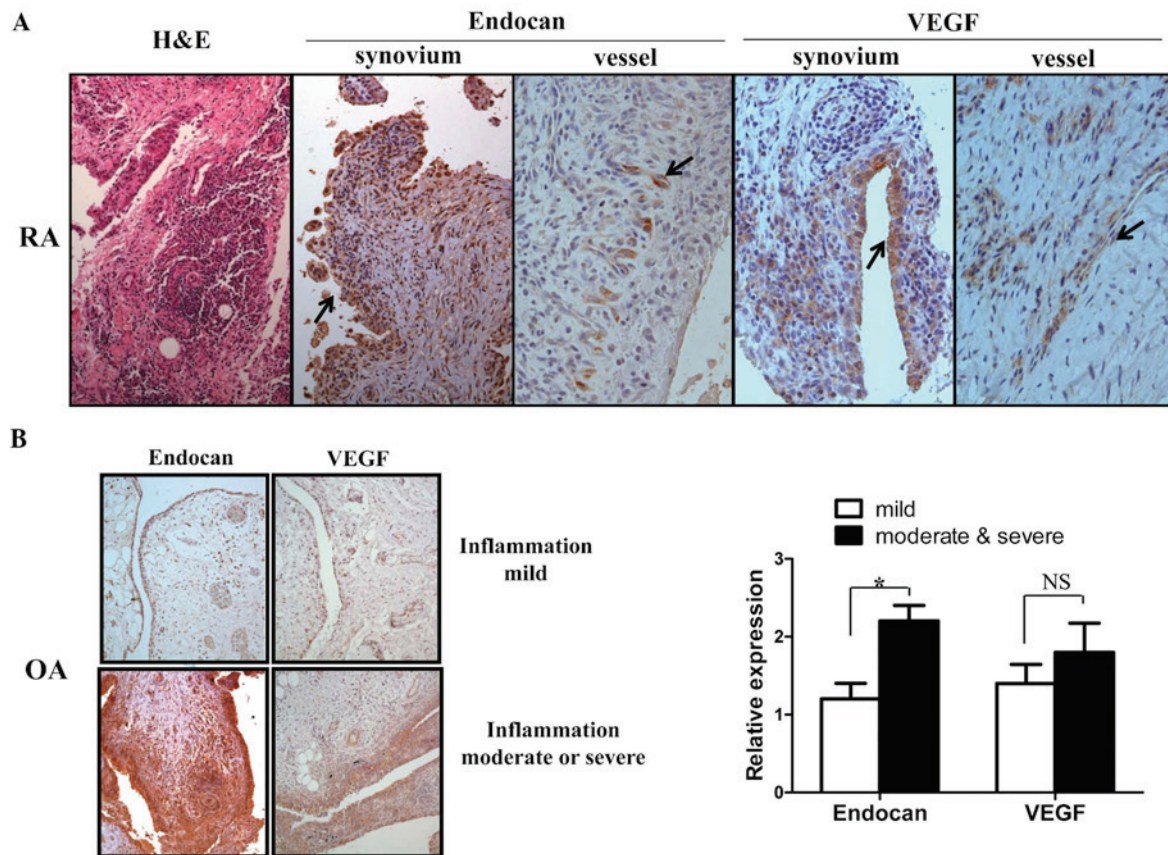 A
H&E
Endocan
VEGF
synovium
vessel
synovium
vessel
RA
B
Endocan
VEGF
Inflammation
mild
OA
Inflammation
moderate or severe
mild
moderate & severe
Relative expression
3
2
1
0
*
NS
Endocan
VEGF